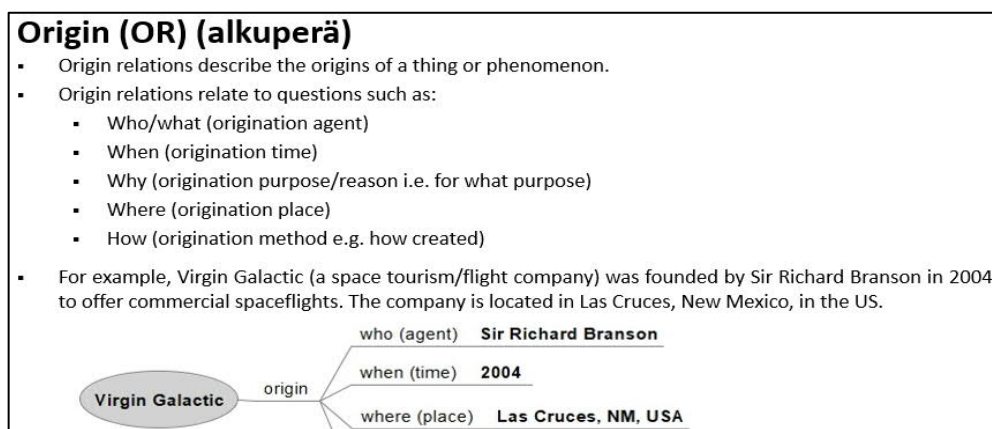 Origin (OR) (alkuperä)
▪ Origin relations describe the origins of a thing or phenomenon.
▪ Origin relations relate to questions such as:
▪ Who/what (origination agent)
▪ When (origination time)
▪ Why (origination purpose/reason i.e. for what purpose)
▪ Where (origination place)
▪ How (origination method e.g. how created)
▪ For example, Virgin Galactic (a space tourism/flight company) was founded by Sir Richard Branson in 2004
to offer commercial spaceflights. The company is located in Las Cruces, New Mexico, in the US.
who (agent) Sir Richard Branson
when (time) 2004
Virgin Galactic origin
where (place) Las Cruces, NM, USA